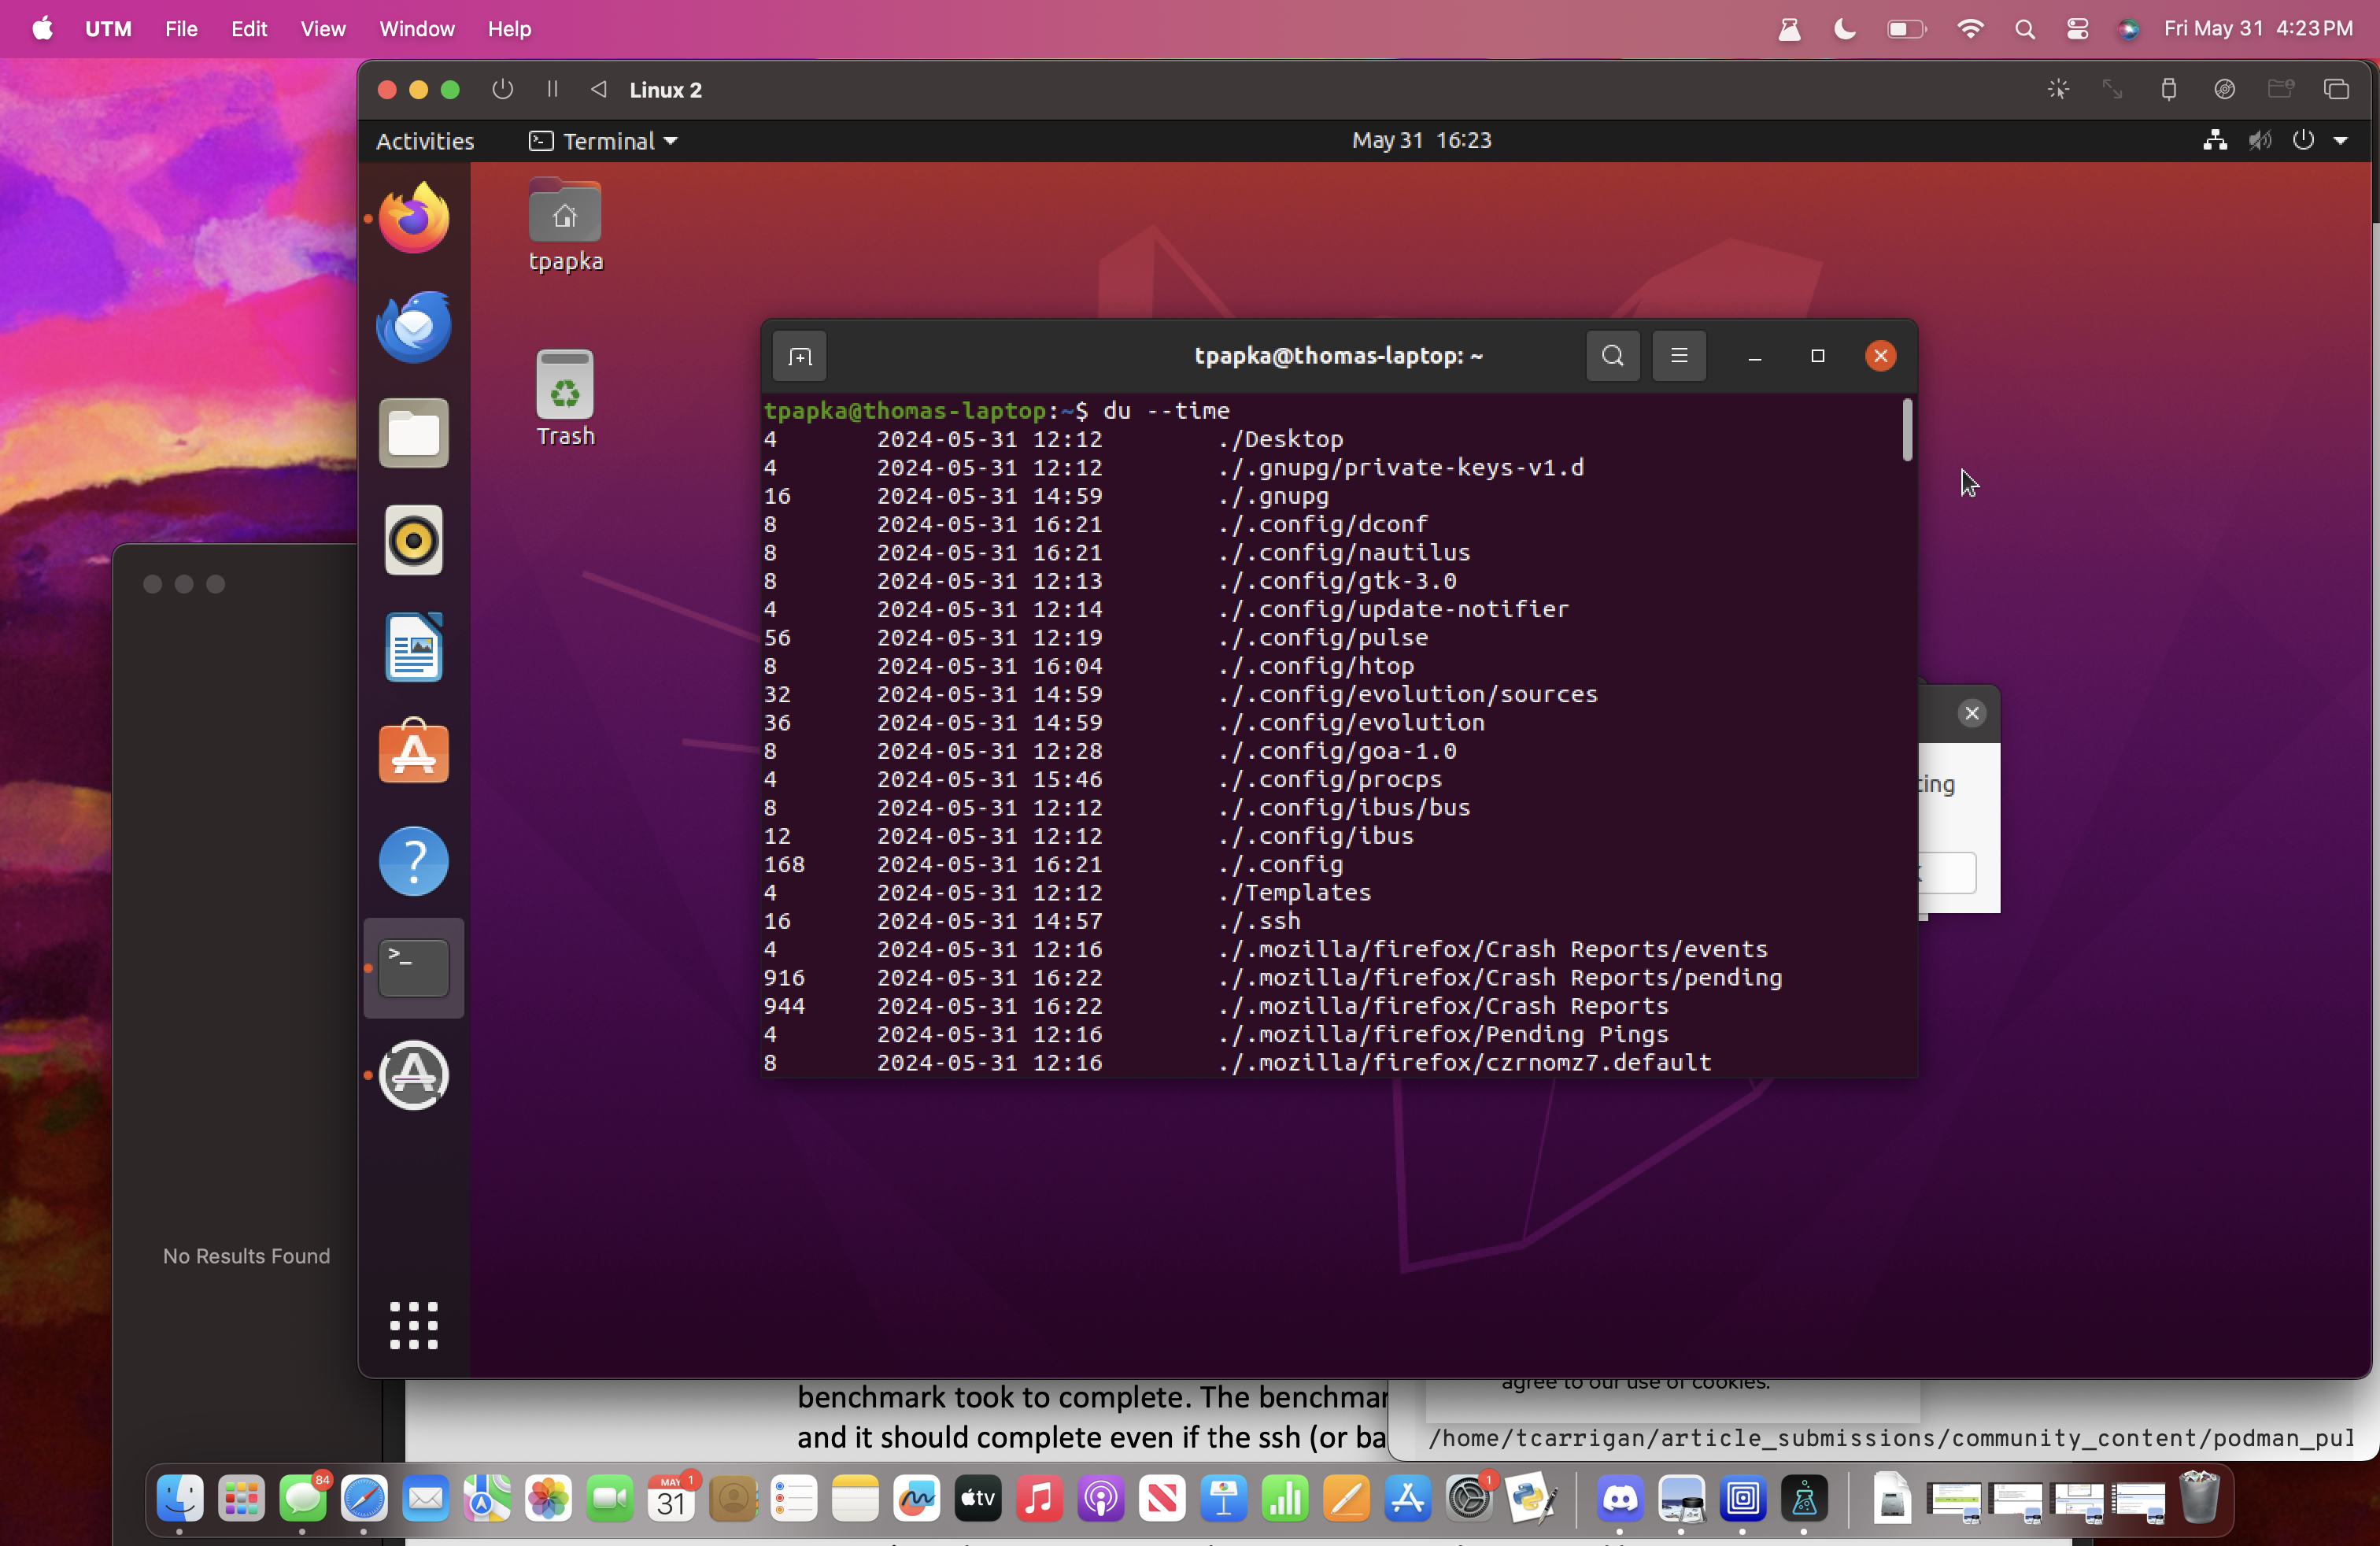 UTM File Edit View Window Help Fri May 31 4:23 PM
Linux 2
Activities Terminal May 31 16:23
tpapka
Trash
tpapka@thomas-laptop: ~
tpapka@thomas-laptop:~$ du --time
4 2024-05-31 12:12 ./Desktop
4 2024-05-31 12:12 ./.gnupg/private-keys-v1.d
16 2024-05-31 14:59 ./.gnupg
8 2024-05-31 16:21 ./.config/dconf
8 2024-05-31 16:21 ./.config/nautilus
8 2024-05-31 12:13 ./.config/gtk-3.0
4 2024-05-31 12:14 ./.config/update-notifier
56 2024-05-31 12:19 ./.config/pulse
8 2024-05-31 16:04 ./.config/htop
32 2024-05-31 14:59 ./.config/evolution/sources
36 2024-05-31 14:59 ./.config/evolution
8 2024-05-31 12:28 ./.config/goa-1.0
4 2024-05-31 15:46 ./.config/procps
8 2024-05-31 12:12 ./.config/ibus/bus
12 2024-05-31 12:12 ./.config/ibus
168 2024-05-31 16:21 ./.config
4 2024-05-31 12:12 ./Templates
16 2024-05-31 14:57 ./.ssh
4 2024-05-31 12:16 ./.mozilla/firefox/Crash Reports/events
916 2024-05-31 16:22 ./.mozilla/firefox/Crash Reports/pending
944 2024-05-31 16:22 ./.mozilla/firefox/Crash Reports
4 2024-05-31 12:16 ./.mozilla/firefox/Pending Pings
8 2024-05-31 12:16 ./.mozilla/firefox/czrnomz7.default
ting
No Results Found
agree to our use of cookies.
benchmark took to complete. The benchmar
and it should complete even if the ssh (or ba
/home/tcarrigan/article_submissions/community_content/podman_pul
84
MAY
31
1
tv
1